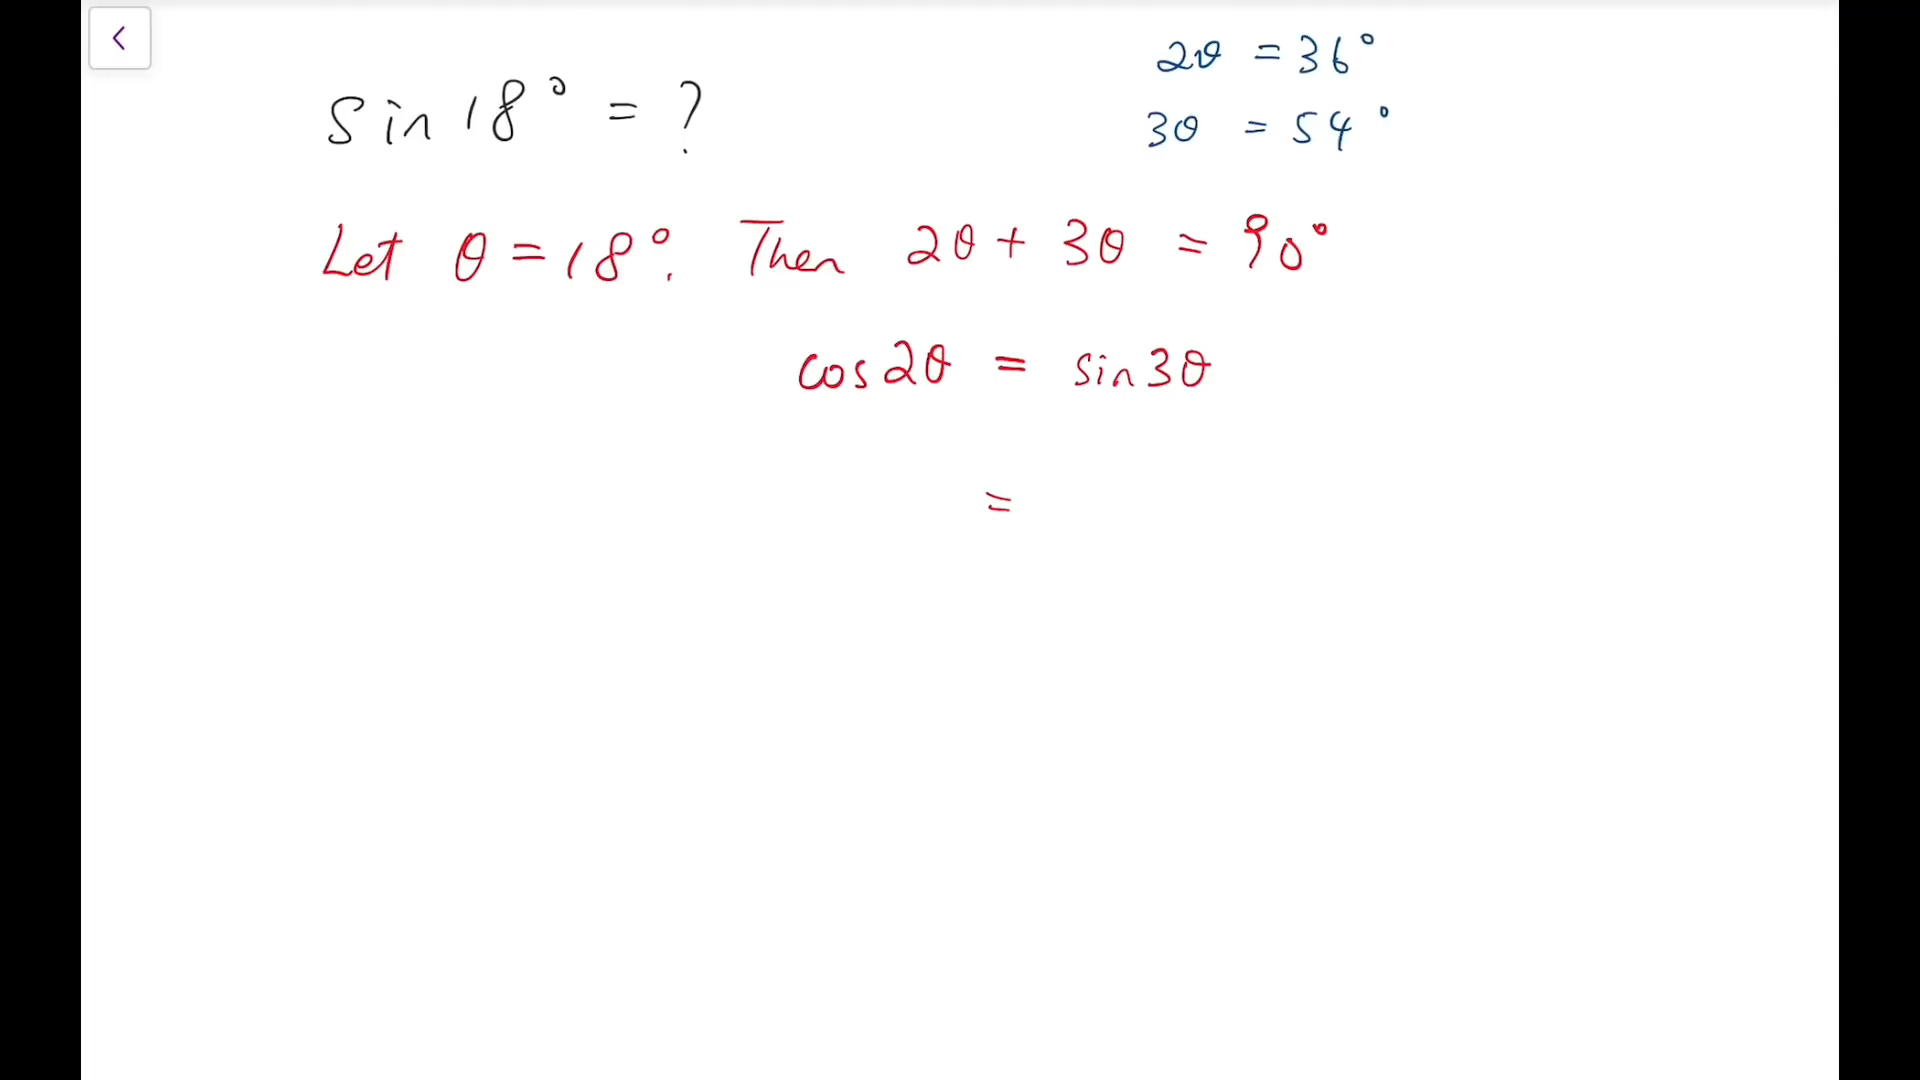 2θ = 36°
sin 18° = ?
3θ = 54°
Let θ = 18°. Then 2θ + 3θ = 90°
cos 2θ = sin 3θ
=